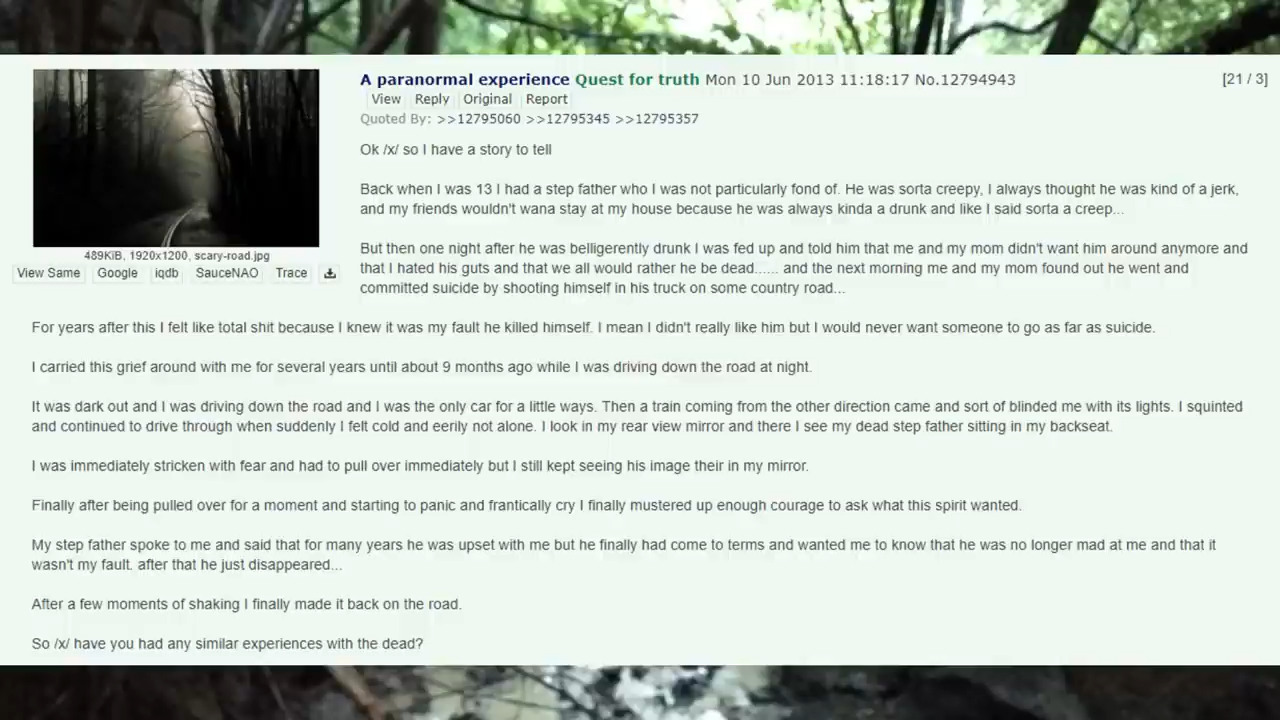 A paranormal experience Quest for truth Mon 10 Jun 2013 11:18:17 No.12794943 [21 / 3]
View Reply Original Report
Quoted By: >>12795060 >>12795345 >>12795357
Ok /x/ so I have a story to tell
Back when I was 13 I had a step father who I was not particularly fond of. He was sorta creepy, I always thought he was kind of a jerk,
and my friends wouldn't wana stay at my house because he was always kinda a drunk and like I said sorta a creep...
But then one night after he was belligerently drunk I was fed up and told him that me and my mom didn't want him around anymore and
that I hated his guts and that we all would rather he be dead...... and the next morning me and my mom found out he went and
committed suicide by shooting himself in his truck on some country road...
489KiB, 1920x1200, scary-road.jpg
View Same Google iqdb SauceNAO Trace
For years after this I felt like total shit because I knew it was my fault he killed himself. I mean I didn't really like him but I would never want someone to go as far as suicide.
I carried this grief around with me for several years until about 9 months ago while I was driving down the road at night.
It was dark out and I was driving down the road and I was the only car for a little ways. Then a train coming from the other direction came and sort of blinded me with its lights. I squinted
and continued to drive through when suddenly I felt cold and eerily not alone. I look in my rear view mirror and there I see my dead step father sitting in my backseat.
I was immediately stricken with fear and had to pull over immediately but I still kept seeing his image their in my mirror.
Finally after being pulled over for a moment and starting to panic and frantically cry I finally mustered up enough courage to ask what this spirit wanted.
My step father spoke to me and said that for many years he was upset with me but he finally had come to terms and wanted me to know that he was no longer mad at me and that it
wasn't my fault. after that he just disappeared...
After a few moments of shaking I finally made it back on the road.
So /x/ have you had any similar experiences with the dead?